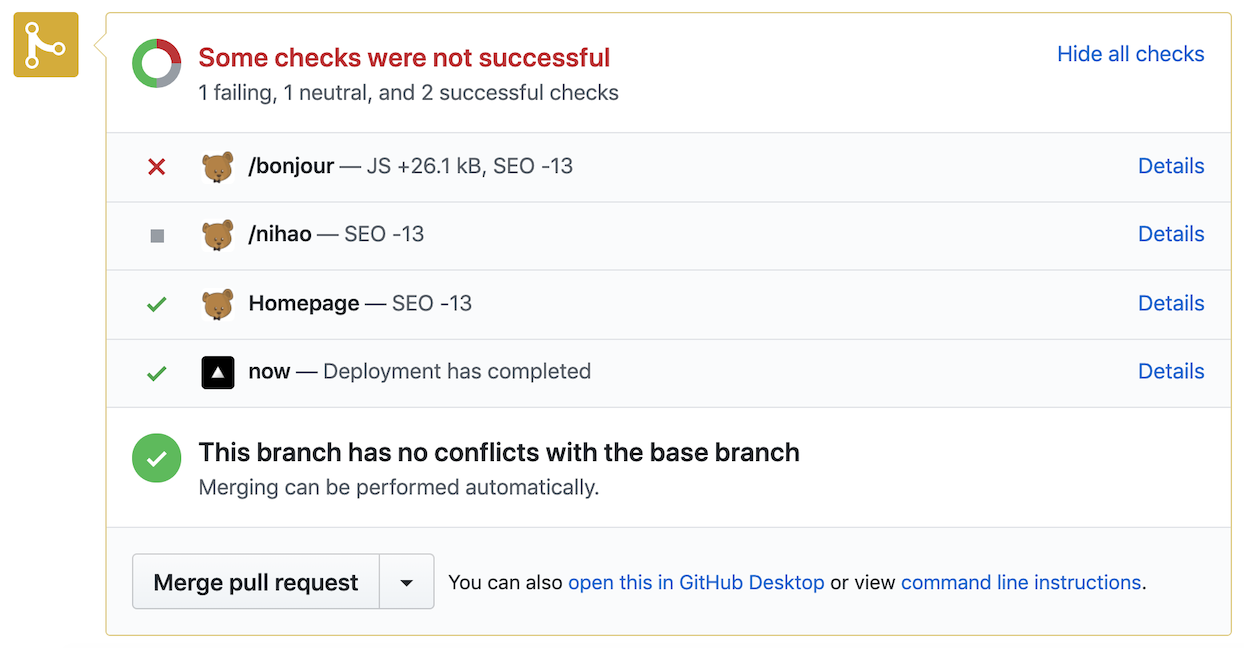 Some checks were not successful
Hide all checks
1 failing, 1 neutral, and 2 successful checks
/bonjour — JS +26.1 kB, SEO -13
Details
/nihao — SEO -13
Details
Homepage — SEO -13
Details
now — Deployment has completed
Details
This branch has no conflicts with the base branch
Merging can be performed automatically.
Merge pull request
You can also open this in GitHub Desktop or view command line instructions.